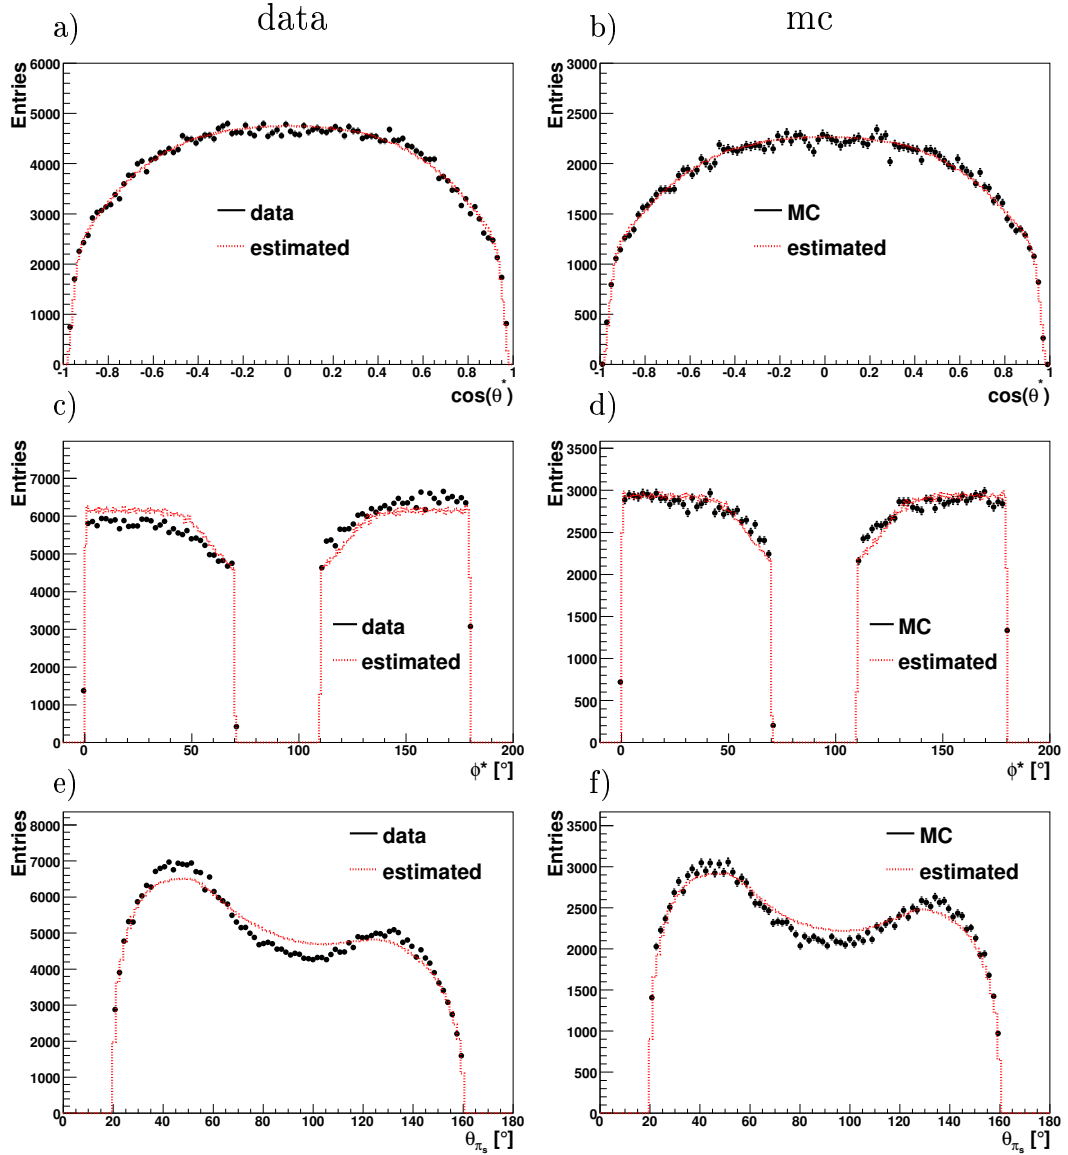 data
mc
a)
b)
Entries
6000
5000
4000
3000
2000
1000
0
data
estimated
-1 -0.8 -0.6 -0.4 -0.2 0 0.2 0.4 0.6 0.8 1
cos(θ*)
Entries
3000
2500
2000
1500
1000
500
0
MC
estimated
-1 -0.8 -0.6 -0.4 -0.2 0 0.2 0.4 0.6 0.8 1
cos(θ*)
c)
d)
Entries
7000
6000
5000
4000
3000
2000
1000
0
data
estimated
0 50 100 150 200
ϕ* [°]
Entries
3500
3000
2500
2000
1500
1000
500
0
MC
estimated
0 50 100 150 200
ϕ* [°]
e)
f)
Entries
8000
7000
6000
5000
4000
3000
2000
1000
0
data
estimated
0 20 40 60 80 100 120 140 160 180
θπs [°]
Entries
3500
3000
2500
2000
1500
1000
500
0
MC
estimated
0 20 40 60 80 100 120 140 160 180
θπs [°]